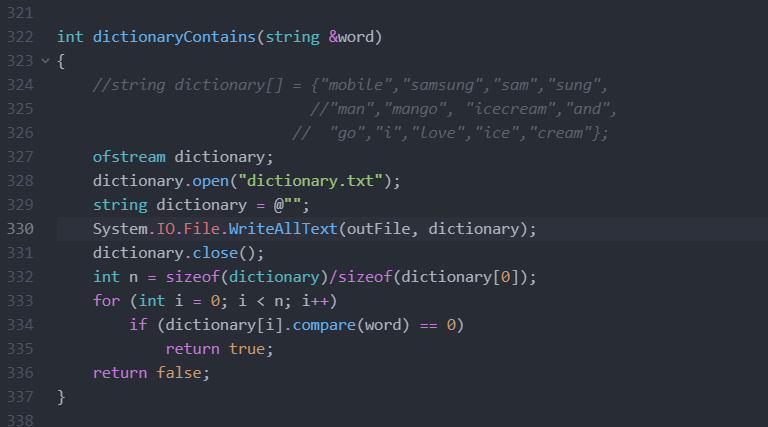 321
322 int dictionaryContains(string &word)
323 {
324 //string dictionary[] = {"mobile","samsung","sam","sung",
325 //"man","mango", "icecream","and",
326 // "go","i","love","ice","cream"};
327 ofstream dictionary;
328 dictionary.open("dictionary.txt");
329 string dictionary = @"";
330 System.IO.File.WriteAllText(outFile, dictionary);
331 dictionary.close();
332 int n = sizeof(dictionary)/sizeof(dictionary[0]);
333 for (int i = 0; i < n; i++)
334 if (dictionary[i].compare(word) == 0)
335 return true;
336 return false;
337 }
338